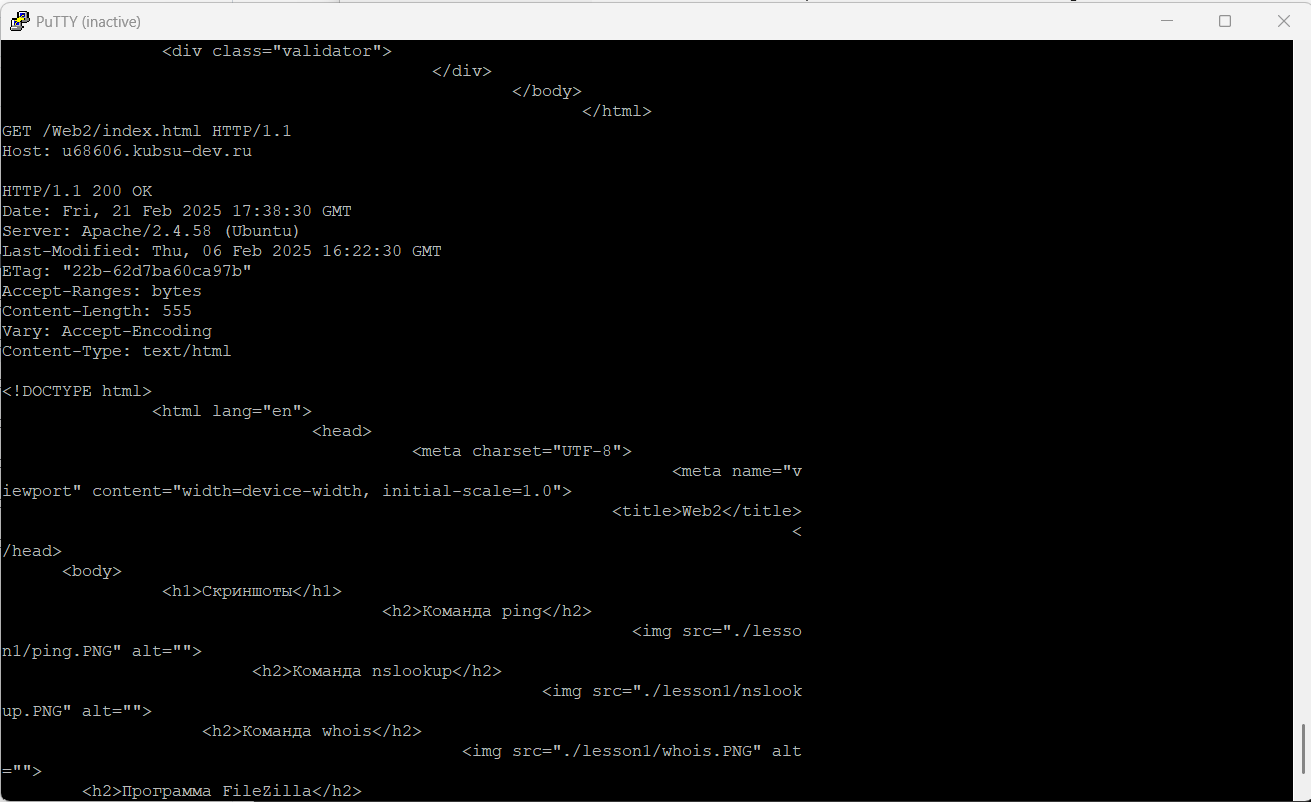 PuTTY (inactive)
<div class="validator">
</div>
</body>
</html>
GET /Web2/index.html HTTP/1.1
Host: u68606.kubsu-dev.ru
HTTP/1.1 200 OK
Date: Fri, 21 Feb 2025 17:38:30 GMT
Server: Apache/2.4.58 (Ubuntu)
Last-Modified: Thu, 06 Feb 2025 16:22:30 GMT
ETag: "22b-62d7ba60ca97b"
Accept-Ranges: bytes
Content-Length: 555
Vary: Accept-Encoding
Content-Type: text/html
<!DOCTYPE html>
<html lang="en">
<head>
<meta charset="UTF-8">
<meta name="v
iewport" content="width=device-width, initial-scale=1.0">
<title>Web2</title>
<
/head>
<body>
<h1>Скриншоты</h1>
<h2>Команда ping</h2>
<img src="./lesso
n1/ping.PNG" alt="">
<h2>Команда nslookup</h2>
<img src="./lesson1/nslook
up.PNG" alt="">
<h2>Команда whois</h2>
<img src="./lesson1/whois.PNG" alt
="">
<h2>Программа FileZilla</h2>